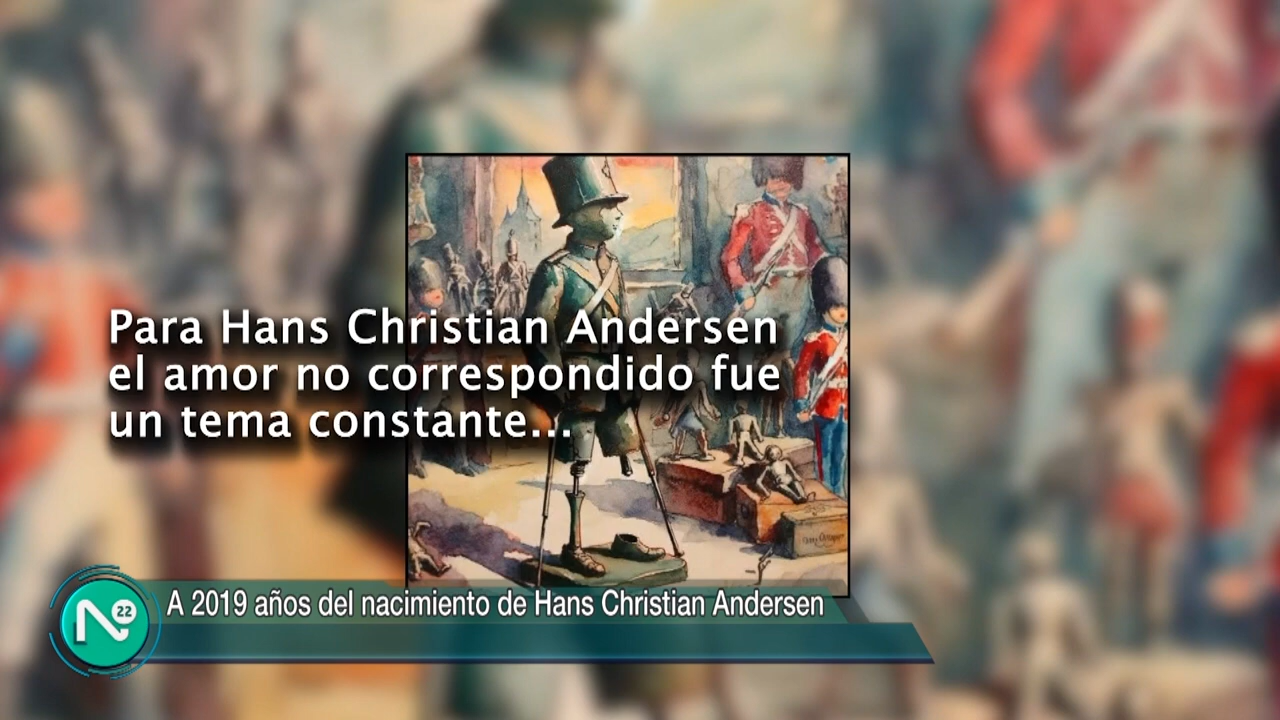 Para Hans Christian Andersen
el amor no correspondido fue
un tema constante...
A 2019 años del nacimiento de Hans Christian Andersen
N22